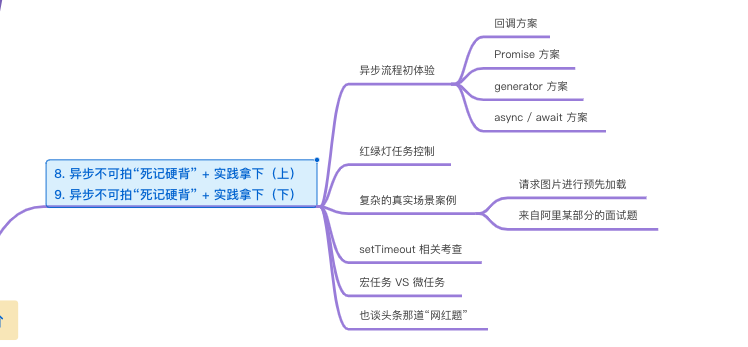 8. 异步不可拍“死记硬背” + 实践拿下（上）
9. 异步不可拍“死记硬背” + 实践拿下（下）
异步流程初体验
回调方案
Promise 方案
generator 方案
async / await 方案
红绿灯任务控制
复杂的真实场景案例
请求图片进行预先加载
来自阿里某部分的面试题
setTimeout 相关考查
宏任务 VS 微任务
也谈头条那道“网红题”